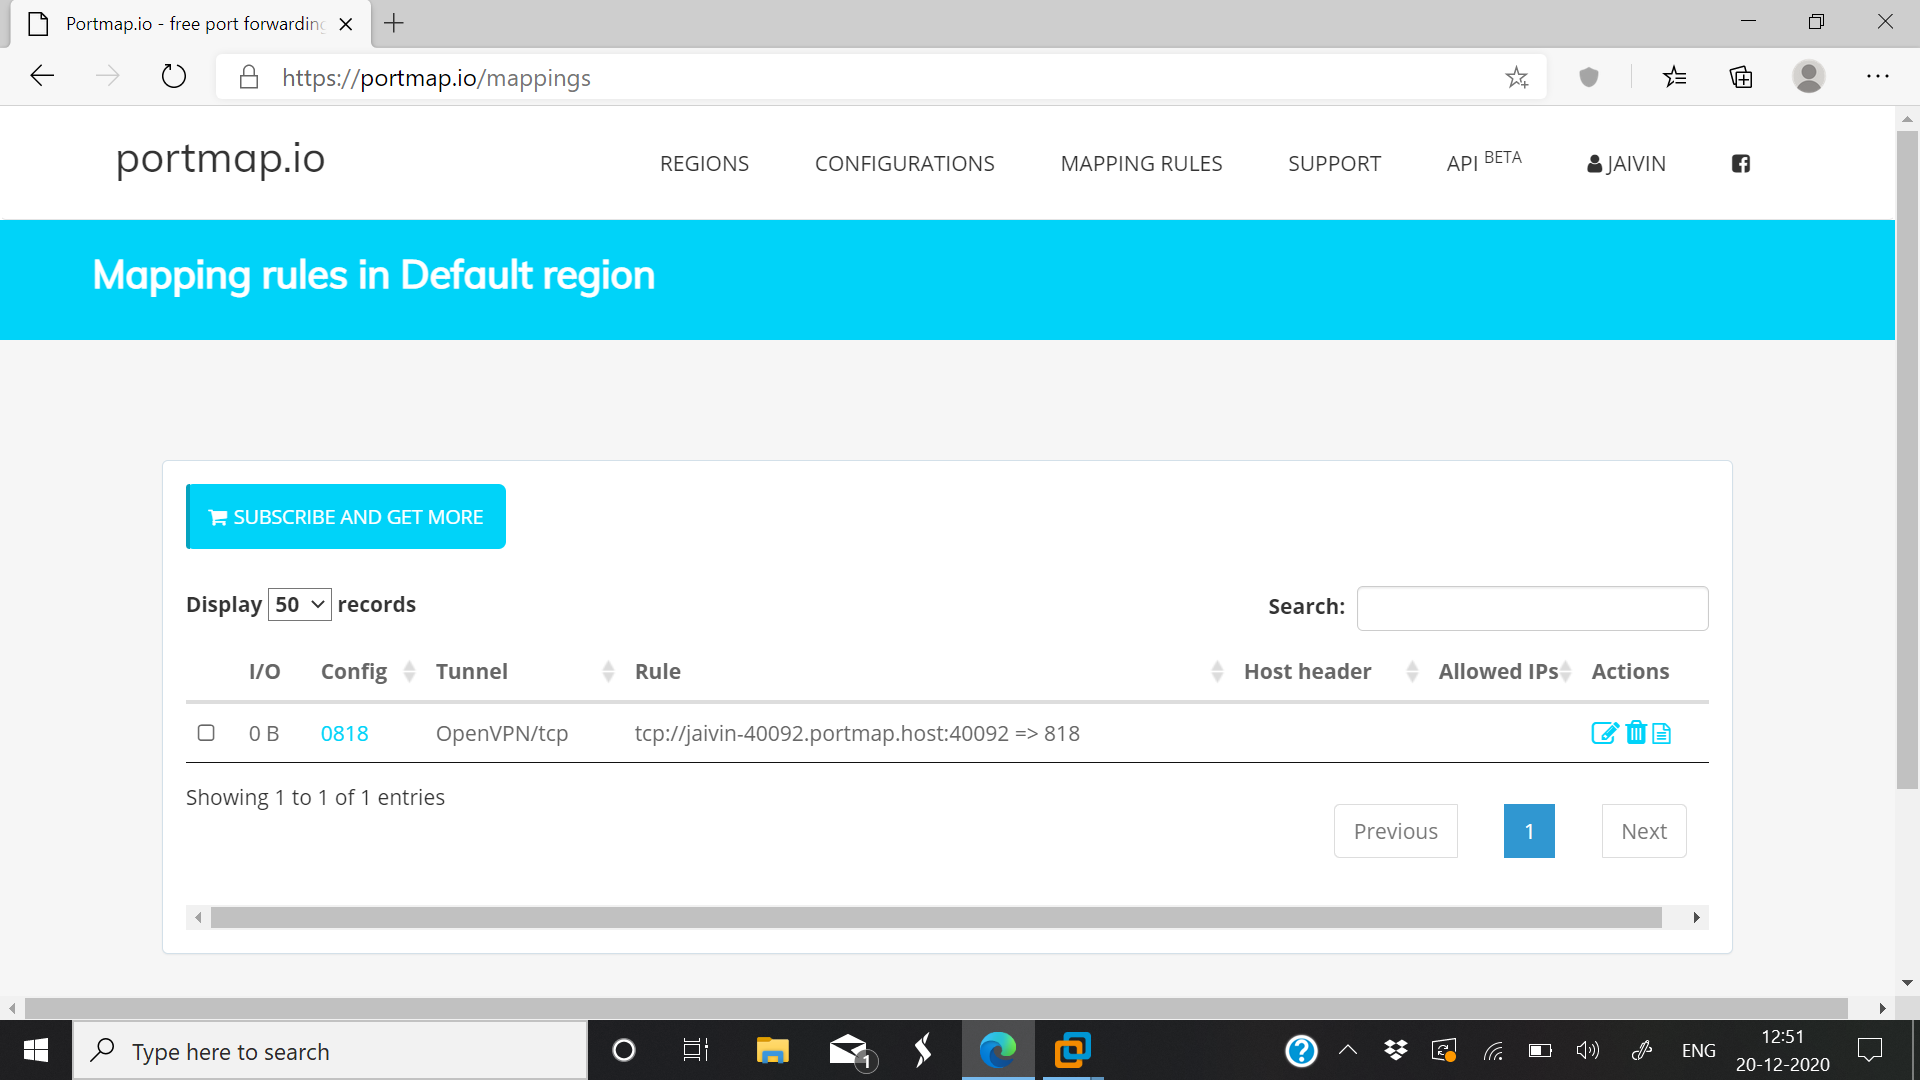 Portmap.io - free port forwarding
https://portmap.io/mappings
portmap.io
REGIONS CONFIGURATIONS MAPPING RULES SUPPORT API BETA JAIVIN
Mapping rules in Default region
SUBSCRIBE AND GET MORE
Display 50 records Search:
I/O Config Tunnel Rule Host header Allowed IPs Actions
0 B 0818 OpenVPN/tcp tcp://jaivin-40092.portmap.host:40092 => 818
Showing 1 to 1 of 1 entries
Previous 1 Next
Type here to search
1
ENG
12:51
20-12-2020